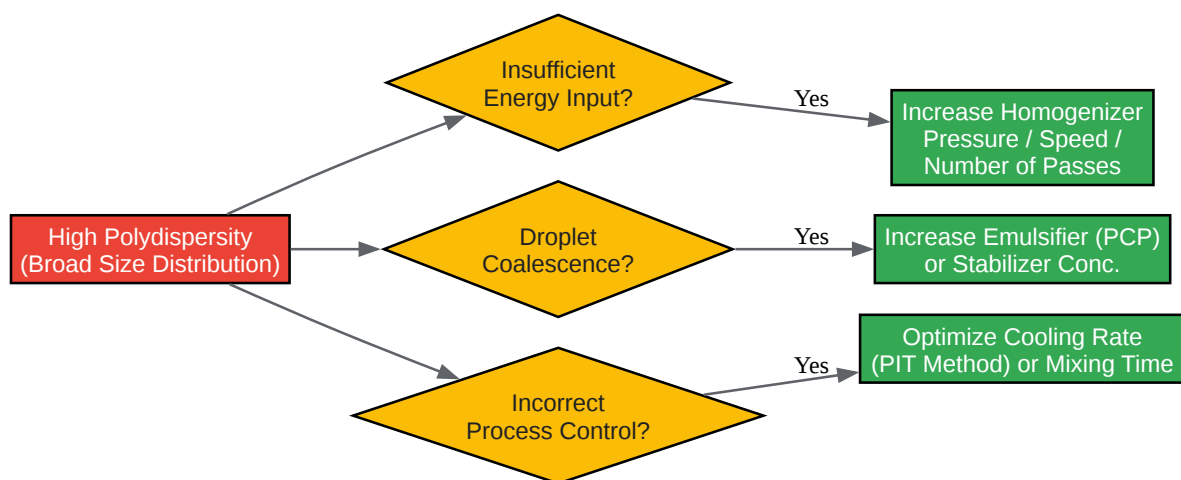 High Polydispersity
(Broad Size Distribution)
Insufficient
Energy Input?
Yes
Increase Homogenizer
Pressure / Speed /
Number of Passes
Droplet
Coalescence?
Yes
Increase Emulsifier (PCP)
or Stabilizer Conc.
Incorrect
Process Control?
Yes
Optimize Cooling Rate
(PIT Method) or Mixing Time